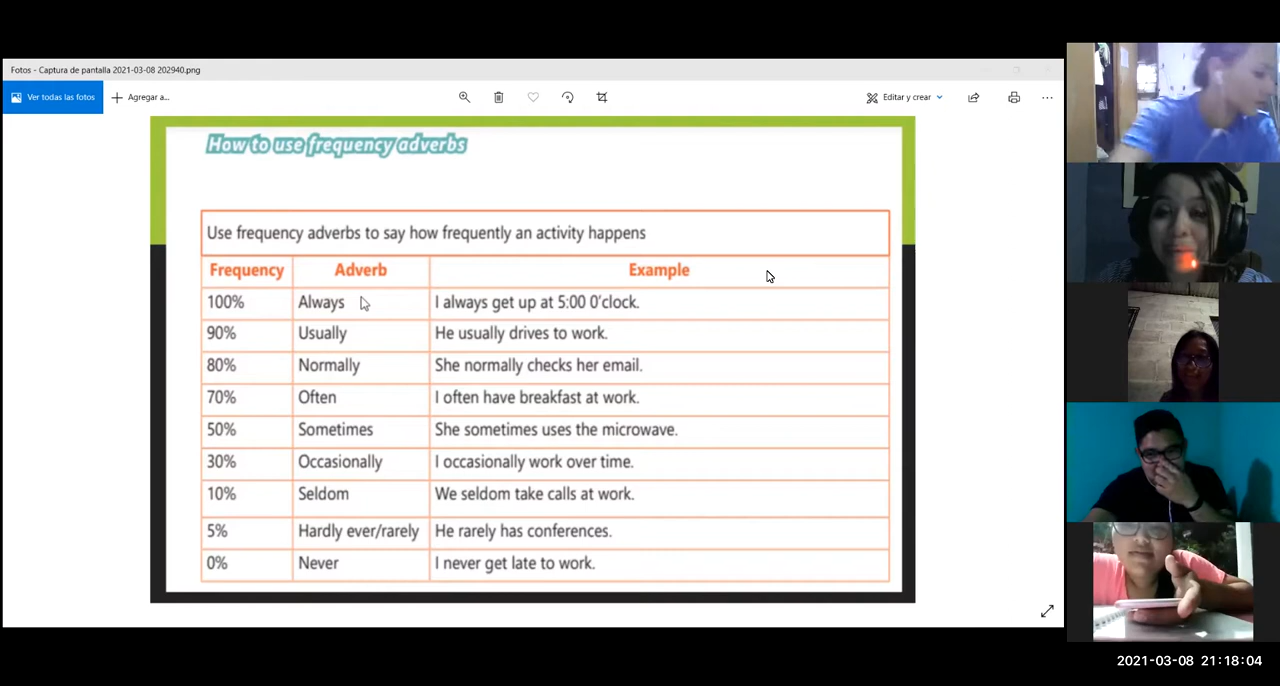 Fotos - Captura de pantalla 2021-03-08 202940.png
Ver todas las fotos
Agregar a...
Editar y crear
How to use frequency adverbs
Use frequency adverbs to say how frequently an activity happens
Frequency Adverb Example
100% Always I always get up at 5:00 0'clock.
90% Usually He usually drives to work.
80% Normally She normally checks her email.
70% Often I often have breakfast at work.
50% Sometimes She sometimes uses the microwave.
30% Occasionally I occasionally work over time.
10% Seldom We seldom take calls at work.
5% Hardly ever/rarely He rarely has conferences.
0% Never I never get late to work.
2021-03-08 21:18:04